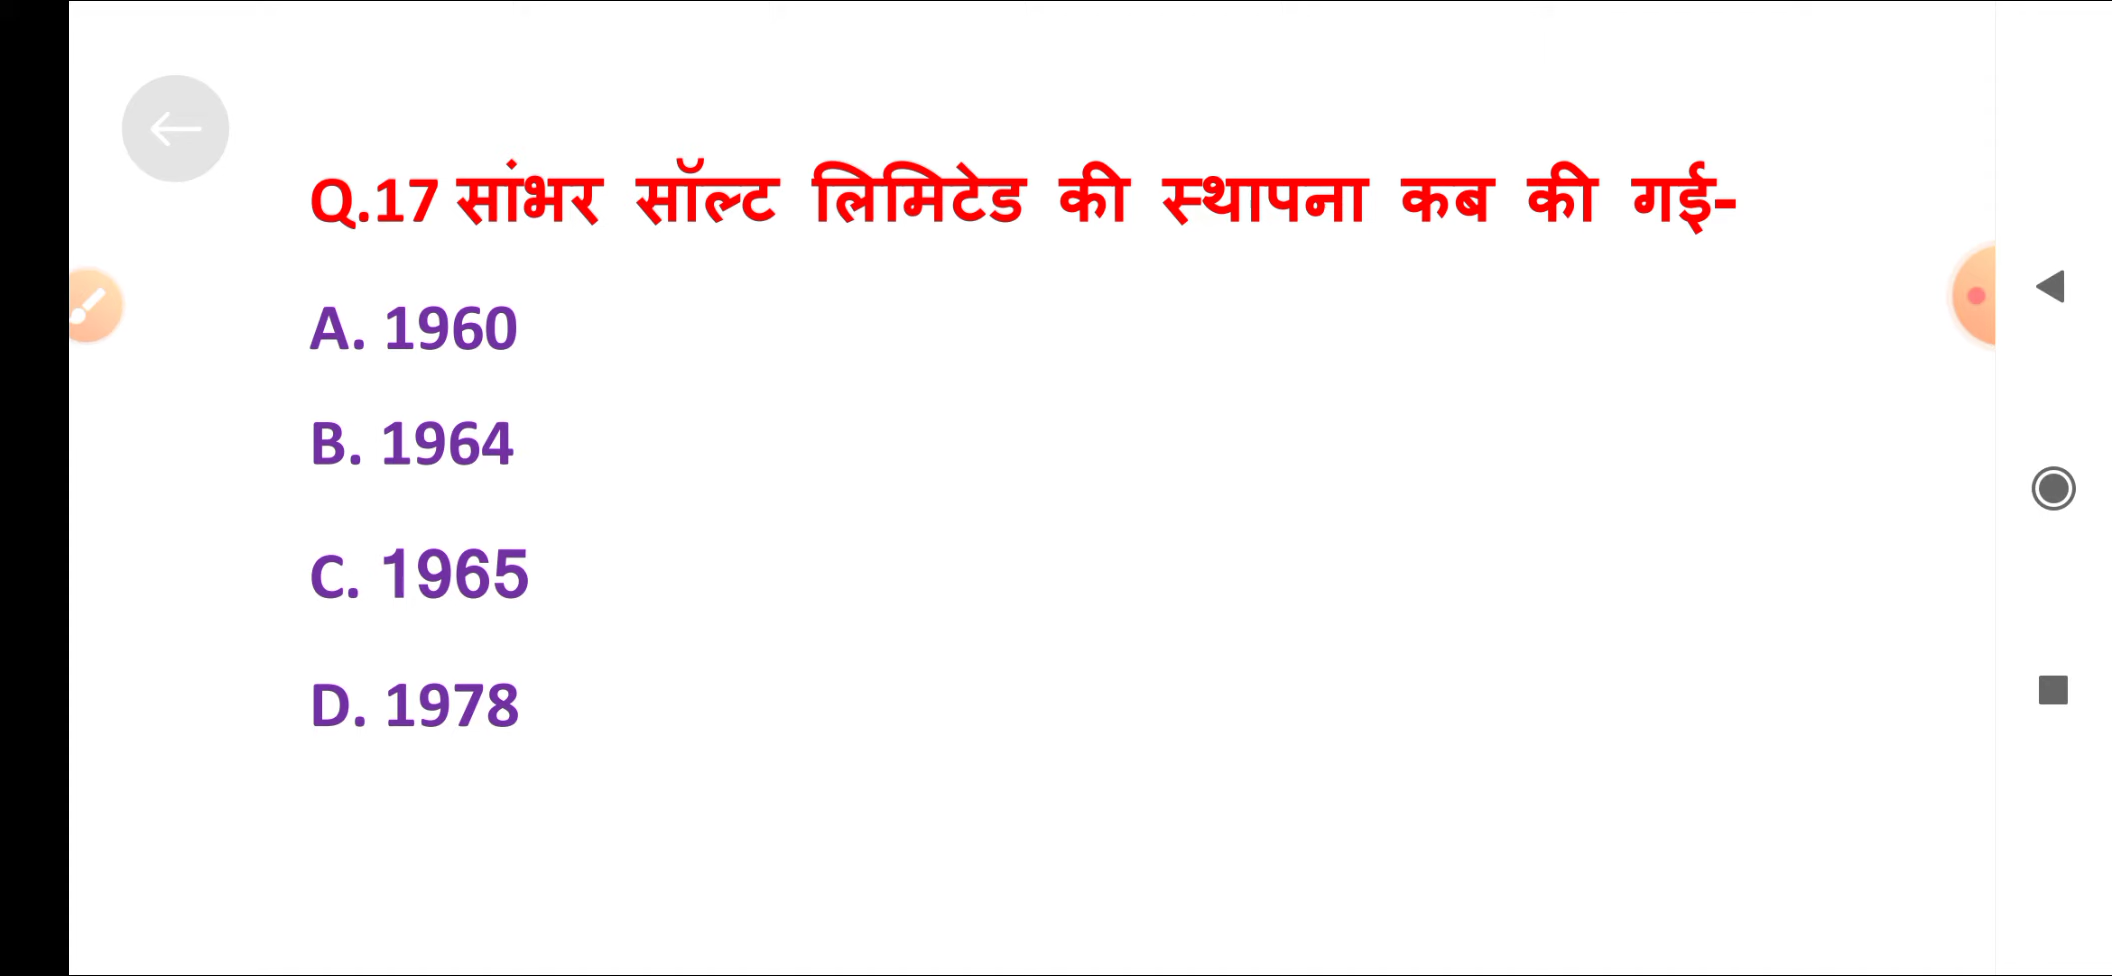 Q.17 सांभर सॉल्ट लिमिटेड की स्थापना कब की गई-
A. 1960
B. 1964
C. 1965
D. 1978